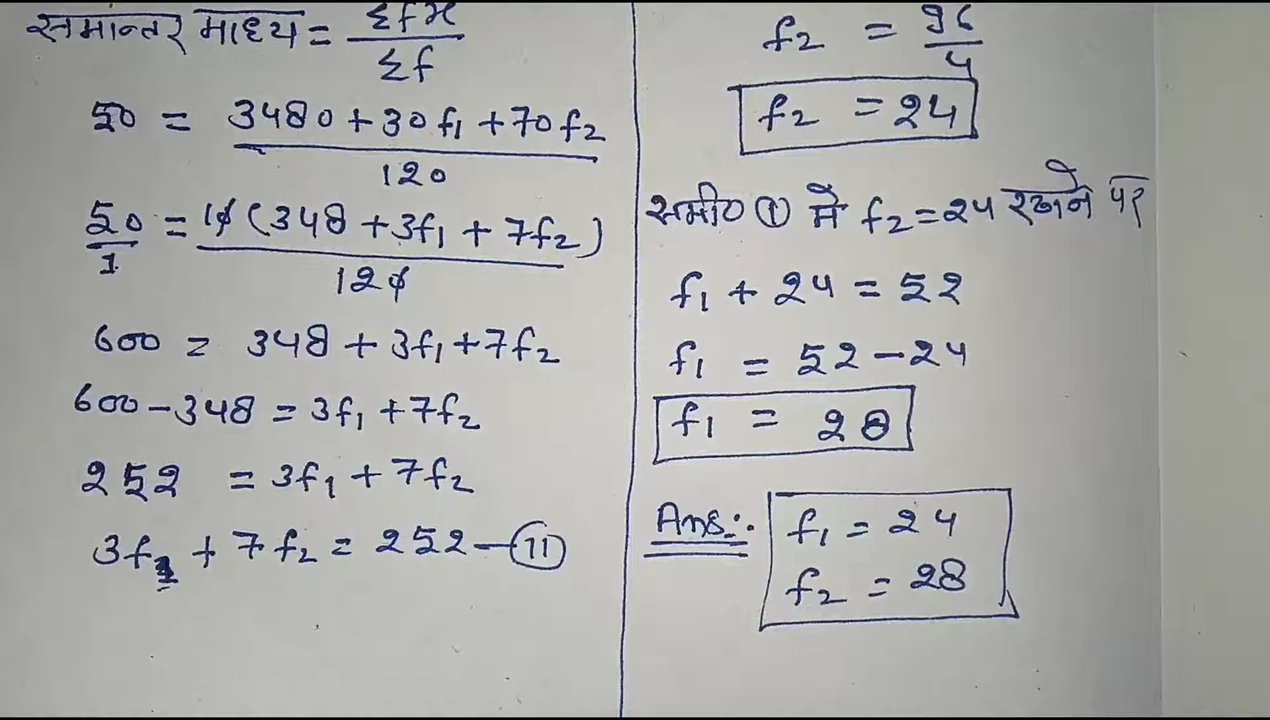 समान्तर माध्य = Σfx/Σf
50 = 3480+30f₁+70f₂/120
50/1 = 10(348+3f₁+7f₂)/120
600 = 348+3f₁+7f₂
600-348 = 3f₁+7f₂
252 = 3f₁+7f₂
3f₁+7f₂ = 252-(11)
f₂ = 96/4
f₂ = 24
समी० ① मे f₂=24 रखने पर
f₁+24 = 52
f₁ = 52-24
f₁ = 28
Ans:. f₁ = 24
f₂ = 28